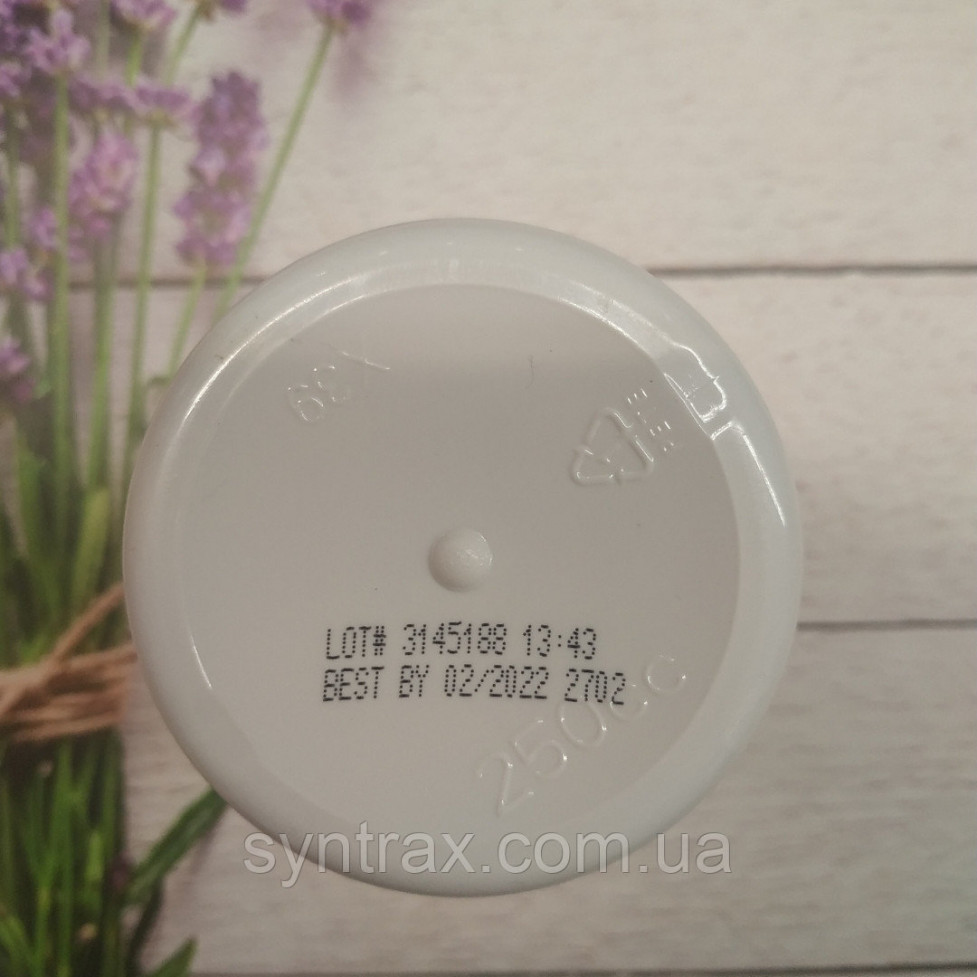 LOT# 3145188 13:43
BEST BY 02/2022 2702
250cc
syntrax.com.ua